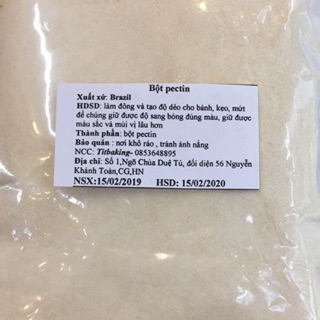 Bột pectin
Xuất xứ: Brazil
HDSD: làm đông và tạo độ dẻo cho bánh, kẹo, mứt
để chúng giữ được độ sang bóng đúng màu, giữ được
màu sắc và mùi vị lâu hơn
Thành phần: bột pectin
Bảo quản : nơi khô ráo , tránh ánh nắng
NCC: Titbaking- 0853648895
Địa chỉ: Số 1,Ngõ Chùa Duệ Tú, đối diện 56 Nguyễn
Khánh Toàn,CG,HN
NSX:15/02/2019 HSD: 15/02/2020